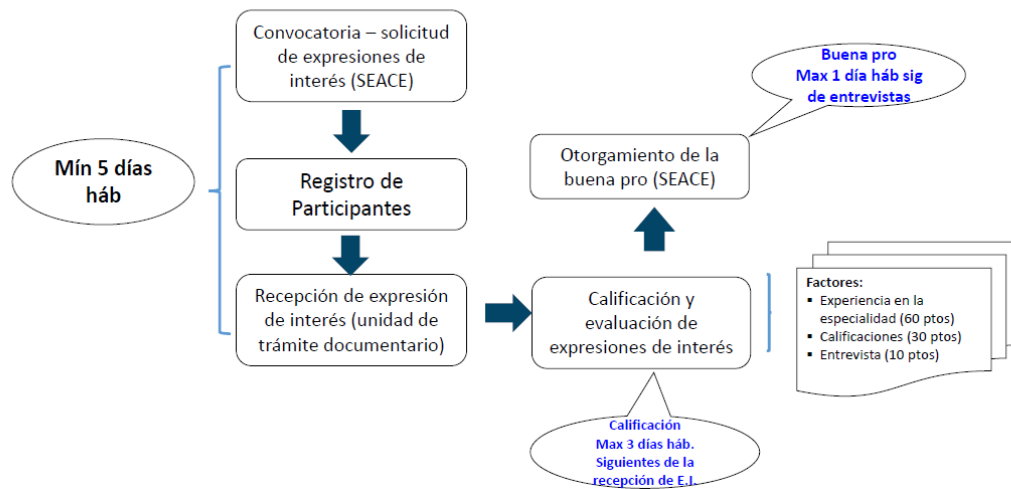 Convocatoria – solicitud
de expresiones de
interés (SEACE)
Buena pro
Max 1 día háb sig
de entrevistas
Mín 5 días
háb
Registro de
Participantes
Otorgamiento de la
buena pro (SEACE)
Recepción de expresión
de interés (unidad de
trámite documentario)
Calificación y
evaluación de
expresiones de interés
Factores:
▪ Experiencia en la
especialidad (60 ptos)
▪ Calificaciones (30 ptos)
▪ Entrevista (10 ptos)
Calificación
Max 3 días háb.
Siguientes de la
recepción de E.I.